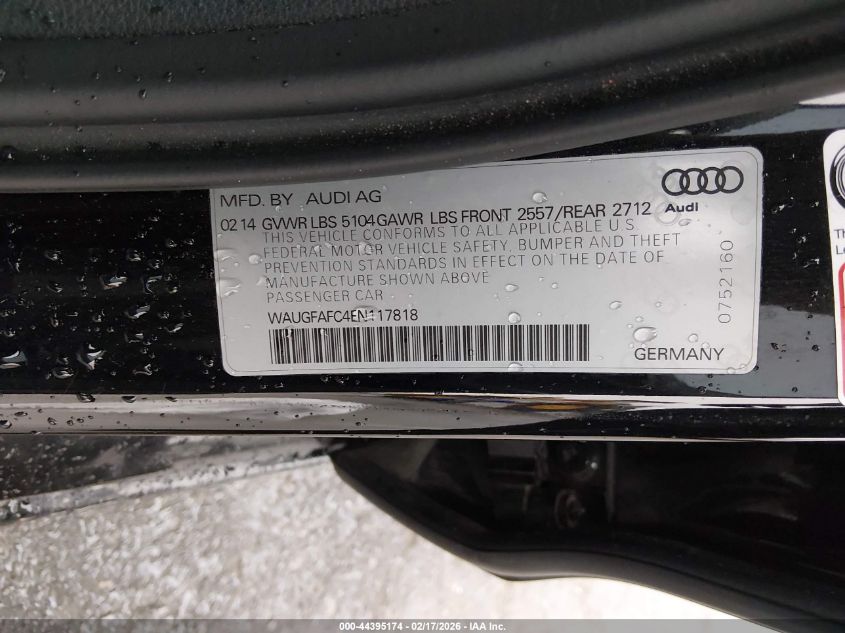 MFD. BY AUDI AG
Audi
02 14 GVWR LBS 5104 GAWR LBS FRONT 2557/REAR 2712
THIS VEHICLE CONFORMS TO ALL APPLICABLE U.S.
FEDERAL MOTOR VEHICLE SAFETY, BUMPER AND THEFT
PREVENTION STANDARDS IN EFFECT ON THE DATE OF
MANUFACTURE SHOWN ABOVE
PASSENGER CAR
WAUGFAFC4EN117818
GERMANY
0752160
000-44395174 - 02/17/2026 - IAA Inc.